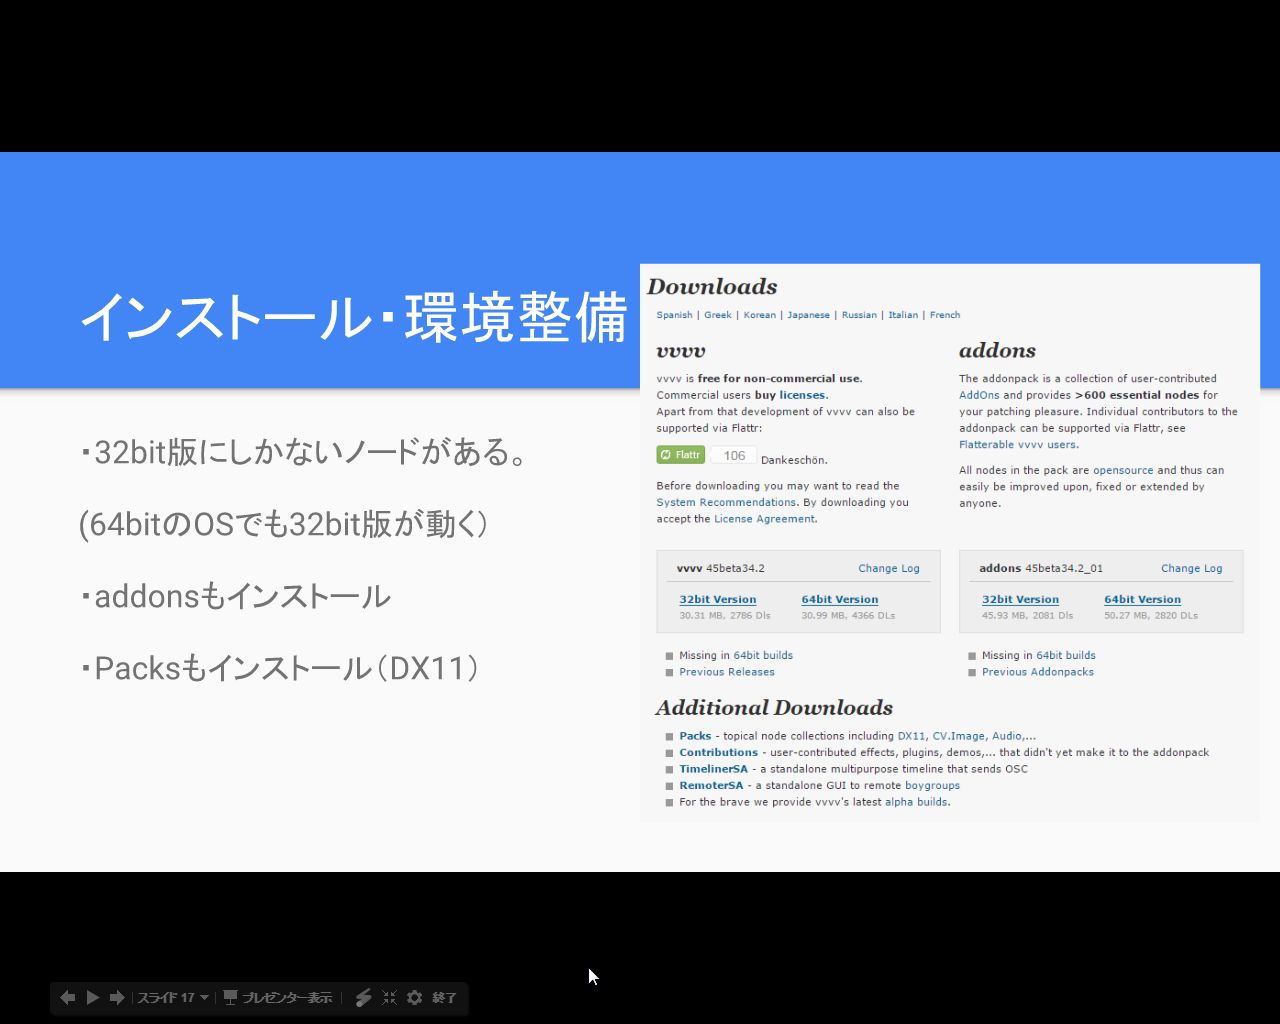 インストール・環境整備
・32bit版にしかないノードがある。
(64bitのOSでも32bit版が動く）
・addonsもインストール
・Packsもインストール（DX11）
Downloads
Spanish | Greek | Korean | Japanese | Russian | Italian | French
vvvv
vvvv is free for non-commercial use.
Commercial users buy licenses.
Apart from that development of vvvv can also be
supported via Flattr:
Flattr 106 Dankeschön.
Before downloading you may want to read the
System Recommendations. By downloading you
accept the License Agreement.
addons
The addonpack is a collection of user-contributed
AddOns and provides >600 essential nodes for
your patching pleasure. Individual contributors to the
addonpack can be supported via Flattr, see
Flatterable vvvv users.
All nodes in the pack are opensource and thus can
easily be improved upon, fixed or extended by
anyone.
vvvv 45beta34.2 Change Log
32bit Version 64bit Version
30.31 MB, 2786 Dls 30.99 MB, 4366 DLs
Missing in 64bit builds
Previous Releases
addons 45beta34.2_01 Change Log
32bit Version 64bit Version
45.93 MB, 2081 Dls 50.27 MB, 2820 DLs
Missing in 64bit builds
Previous Addonpacks
Additional Downloads
Packs - topical node collections including DX11, CV.Image, Audio,...
Contributions - user-contributed effects, plugins, demos,... that didn't yet make it to the addonpack
TimelinerSA - a standalone multipurpose timeline that sends OSC
RemoterSA - a standalone GUI to remote boygroups
For the brave we provide vvvv's latest alpha builds.
スライド 17 プレゼンター表示 終了